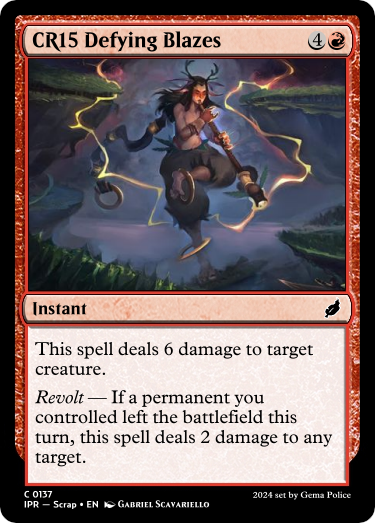 CR15 Defying Blazes 4
Instant
This spell deals 6 damage to target
creature.
Revolt — If a permanent you
controlled left the battlefield this
turn, this spell deals 2 damage to any
target.
C 0137
IPR — Scrap • EN Gabriel Scavariello
2024 set by Gema Police